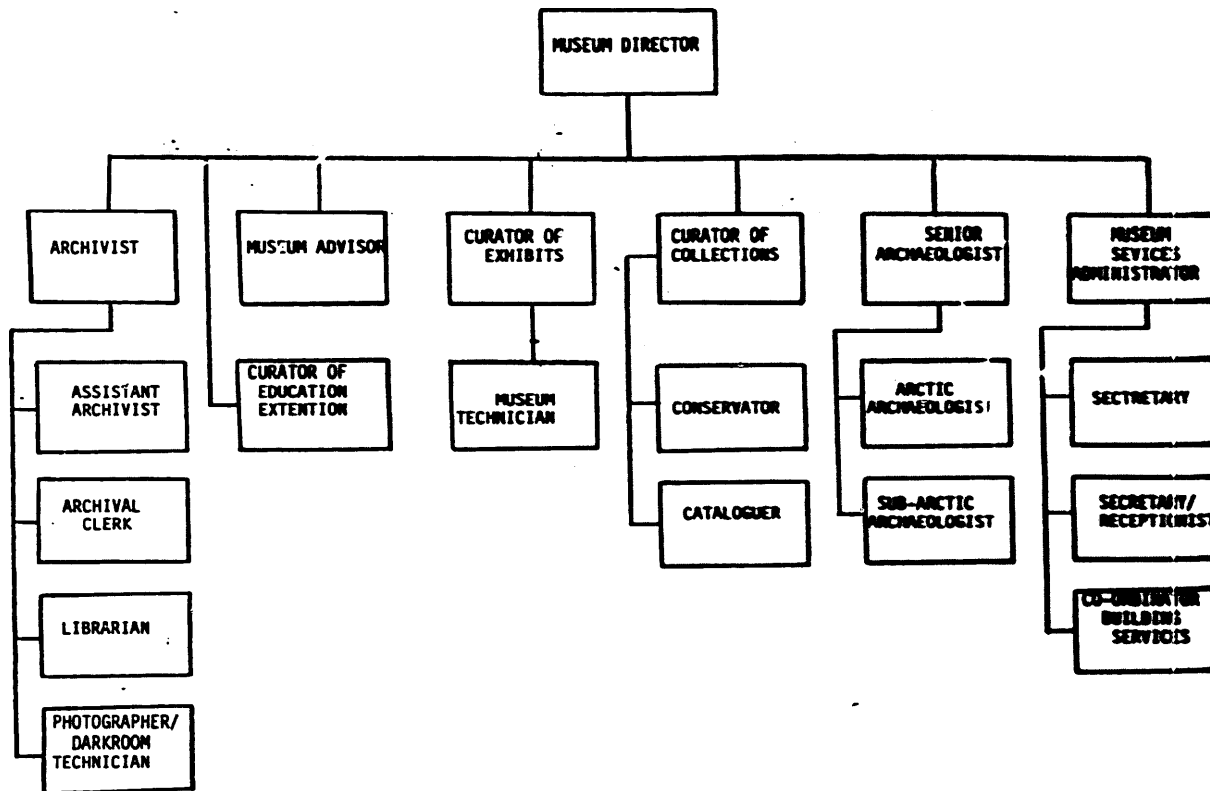 MUSEUM DIRECTOR
ARCHIVIST
MUSEUM ADVISOR
CURATOR OF
EXHIBITS
CURATOR OF
COLLECTIONS
SENIOR
ARCHAEOLOGIST
MUSEUM
SEVICES
ADMINISTRATOR
ASSISTANT
ARCHIVIST
CURATOR OF
EDUCATION
EXTENTION
MUSEUM
TECHNICIAN
CONSERVATOR
ARCTIC
ARCHAEOLOGIST
SECTRETARY
ARCHIVAL
CLERK
CATALOGUER
SUB-ARCTIC
ARCHAEOLOGIST
SECRETARY/
RECEPTIONIST
LIBRARIAN
CO-ORDINATOR
BUILDING
SERVICES
PHOTOGRAPHER/
DARKROOM
TECHNICIAN